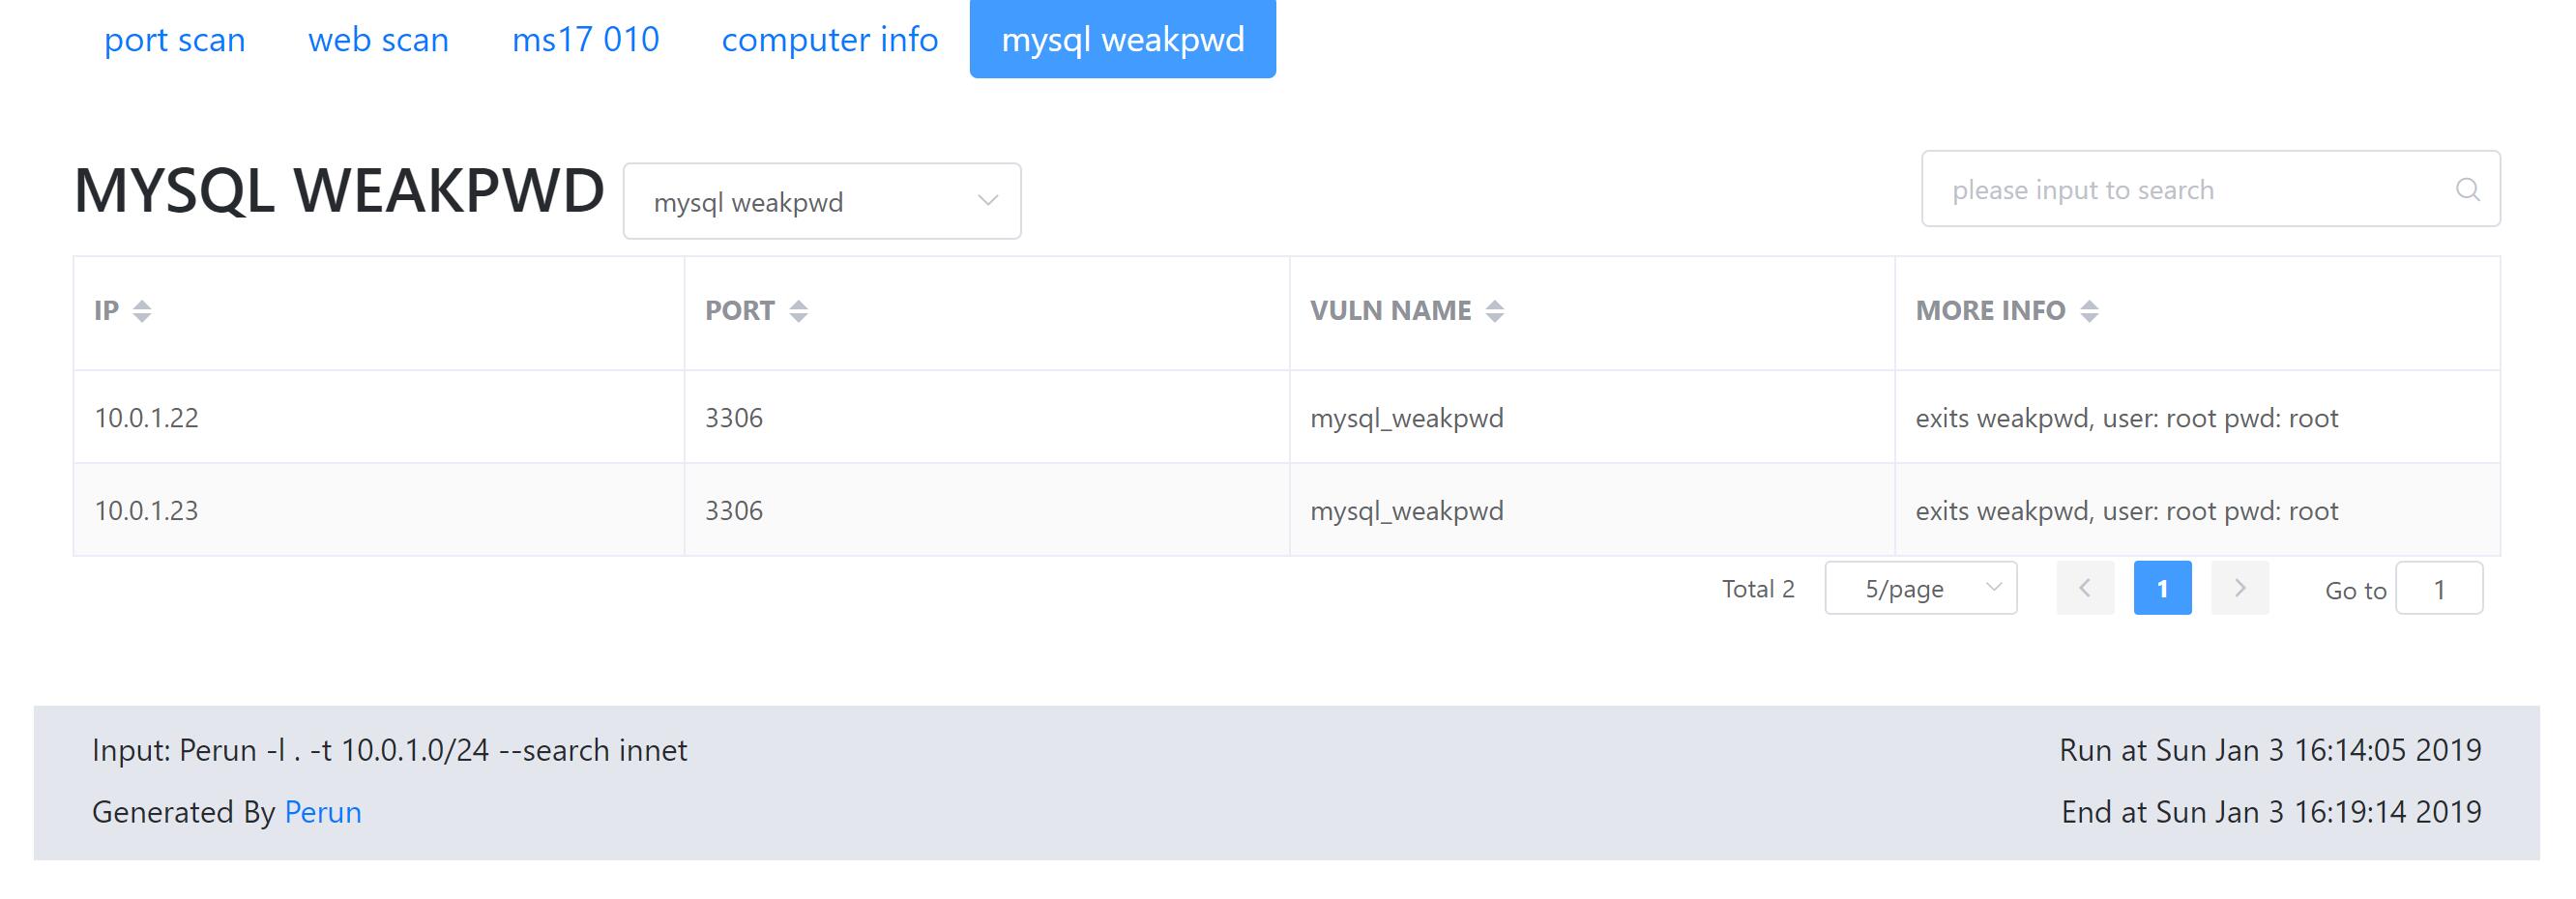 port scan web scan ms17 010 computer info mysql weakpwd
MYSQL WEAKPWD mysql weakpwd please input to search
IP PORT VULN NAME MORE INFO
10.0.1.22 3306 mysql_weakpwd exits weakpwd, user: root pwd: root
10.0.1.23 3306 mysql_weakpwd exits weakpwd, user: root pwd: root
Total 2 5/page 1 Go to 1
Input: Perun -l . -t 10.0.1.0/24 --search innet Run at Sun Jan 3 16:14:05 2019
Generated By Perun End at Sun Jan 3 16:19:14 2019